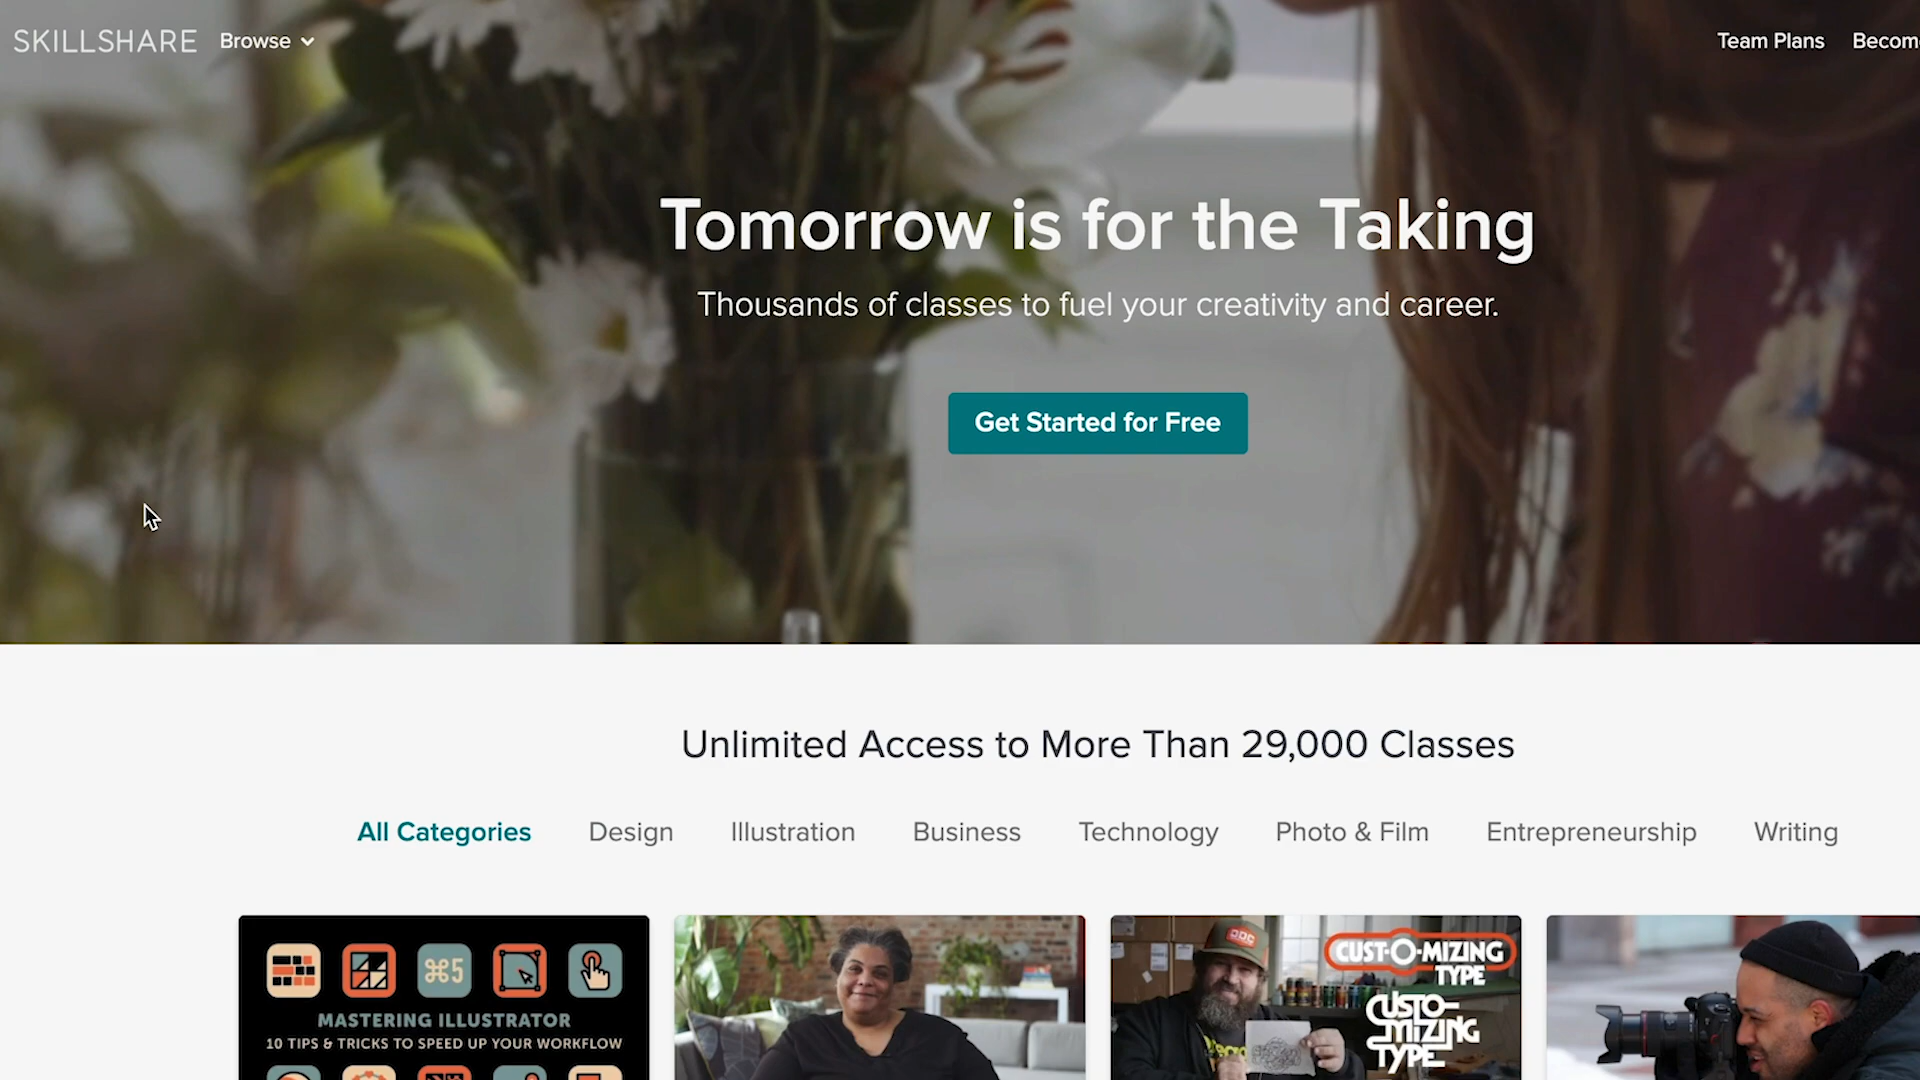 SKILLSHARE Browse Team Plans Becom
Tomorrow is for the Taking
Thousands of classes to fuel your creativity and career.
Get Started for Free
Unlimited Access to More Than 29,000 Classes
All Categories Design Illustration Business Technology Photo & Film Entrepreneurship Writing
⌘5
MASTERING ILLUSTRATOR
10 TIPS & TRICKS TO SPEED UP YOUR WORKFLOW
DDC
CUST-O-MIZING
TYPE
CUSTO-
MIZING
TYPE